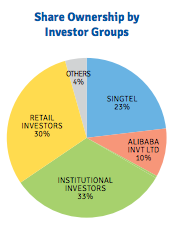 Share Ownership by
Investor Groups
OTHERS
4%
SINGTEL
23%
RETAIL
INVESTORS
30%
ALIBABA
INVT LTD
10%
INSTITUTIONAL
INVESTORS
33%